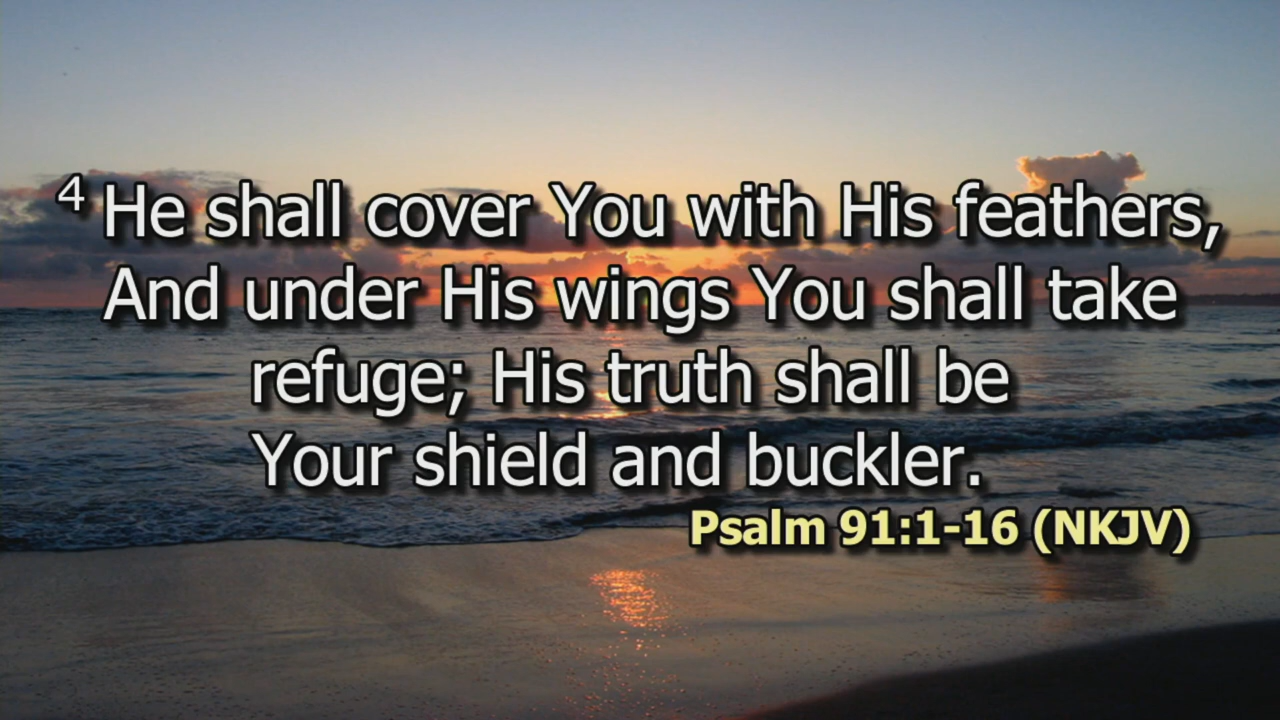 4 He shall cover You with His feathers,
And under His wings You shall take
refuge; His truth shall be
Your shield and buckler.
Psalm 91:1-16 (NKJV)